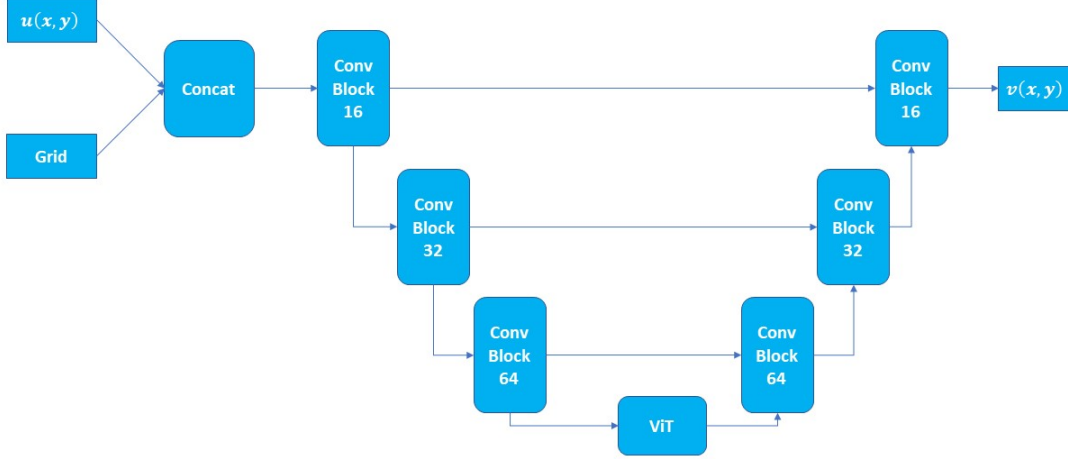 u(x, y)
Grid
Concat
Conv
Block
16
Conv
Block
32
Conv
Block
64
ViT
Conv
Block
64
Conv
Block
32
Conv
Block
16
v(x, y)